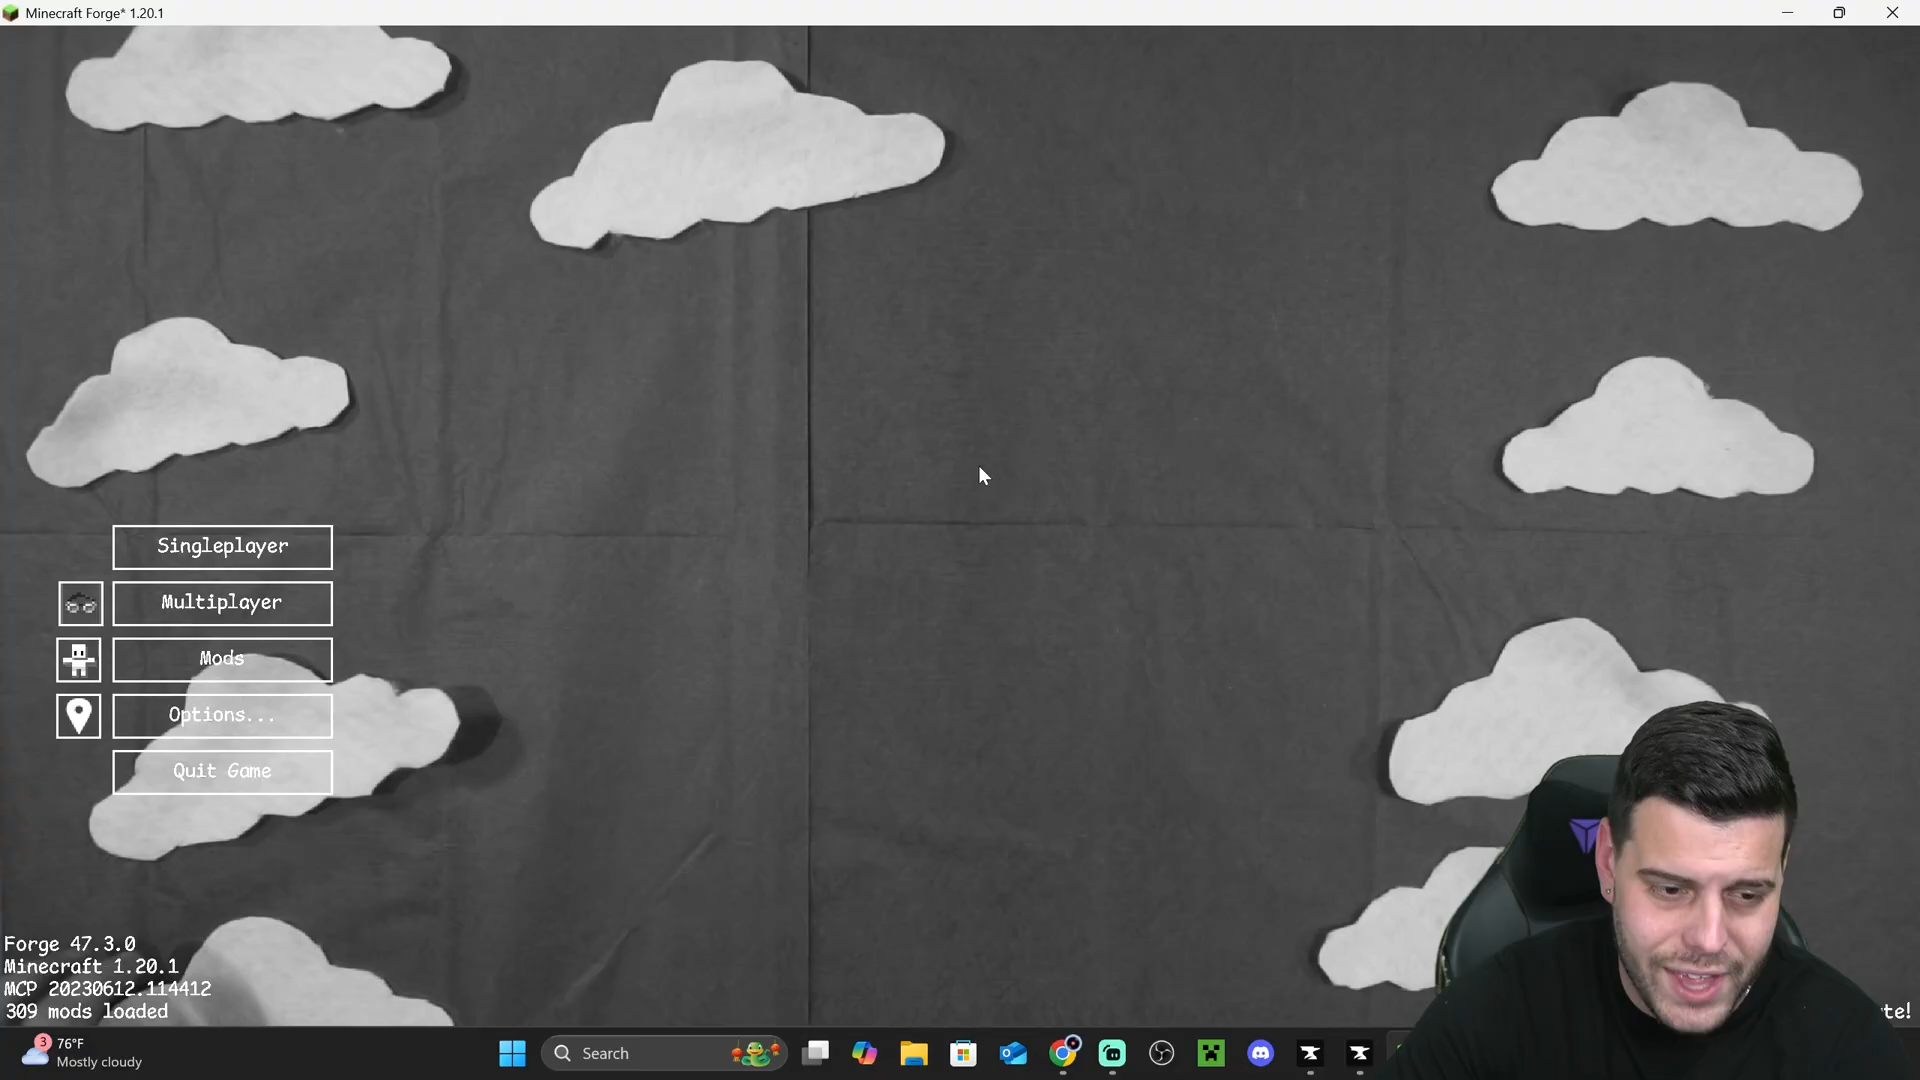 Minecraft Forge* 1.20.1
Singleplayer
Multiplayer
Mods
Options...
Quit Game
Forge 47.3.0
Minecraft 1.20.1
MCP 20230612.114412
309 mods loaded
te!
3
76°F
Mostly cloudy
Search